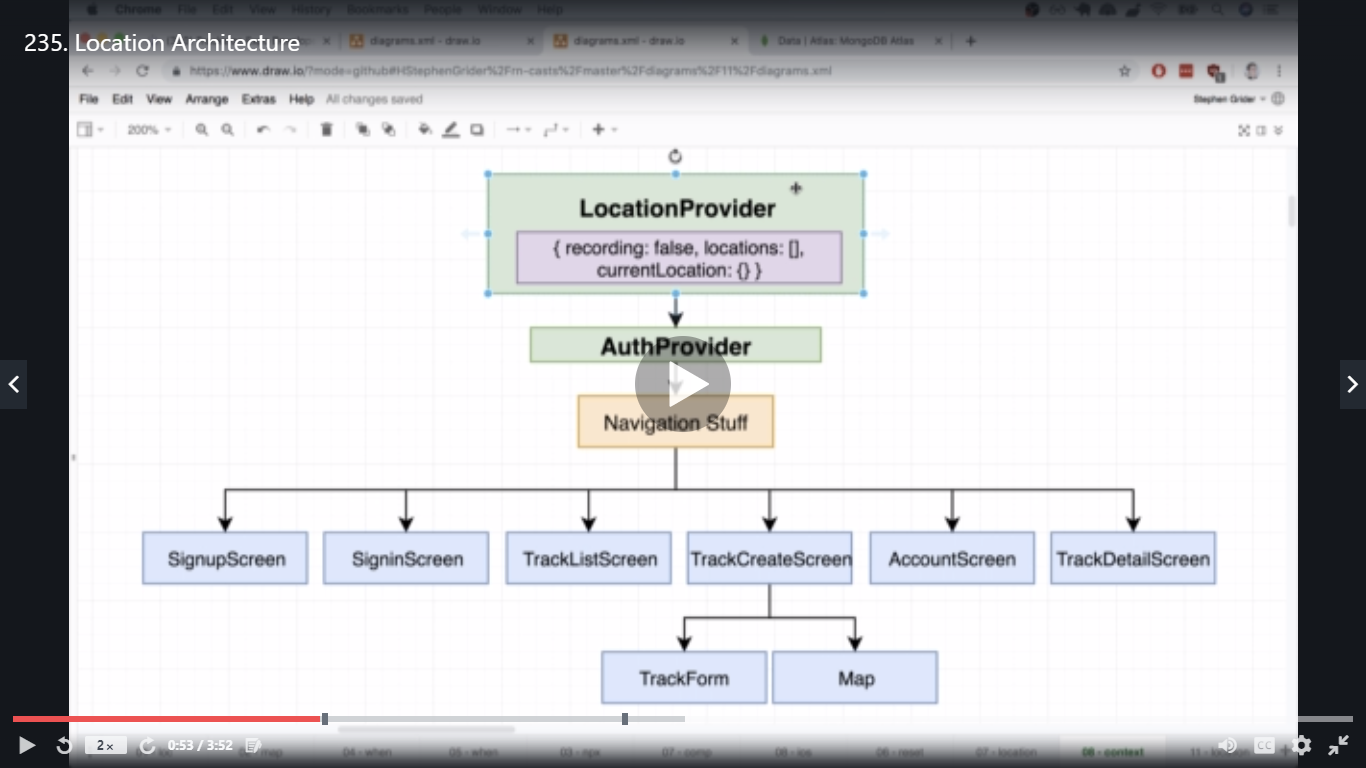 Chrome File Edit View History Bookmarks People Window Help
235. Location Architecture
diagrams.xml - draw.io
diagrams.xml - draw.io
Data | Atlas: MongoDB Atlas
https://www.draw.io/?mode=github#HStephenGrider%2Frn-casts%2Fmaster%2Fdiagrams%2F11%2Fdiagrams.xml
File Edit View Arrange Extras Help All changes saved
Stephen Grider
200%
LocationProvider
{ recording: false, locations: [],
currentLocation: {} }
AuthProvider
Navigation Stuff
SignupScreen
SigninScreen
TrackListScreen
TrackCreateScreen
AccountScreen
TrackDetailScreen
TrackForm
Map
2x
0:53 / 3:52
04 - when
05 - when
03 - npx
07 - comp
08 - ios
06 - reset
07 - location
08 - context
CC